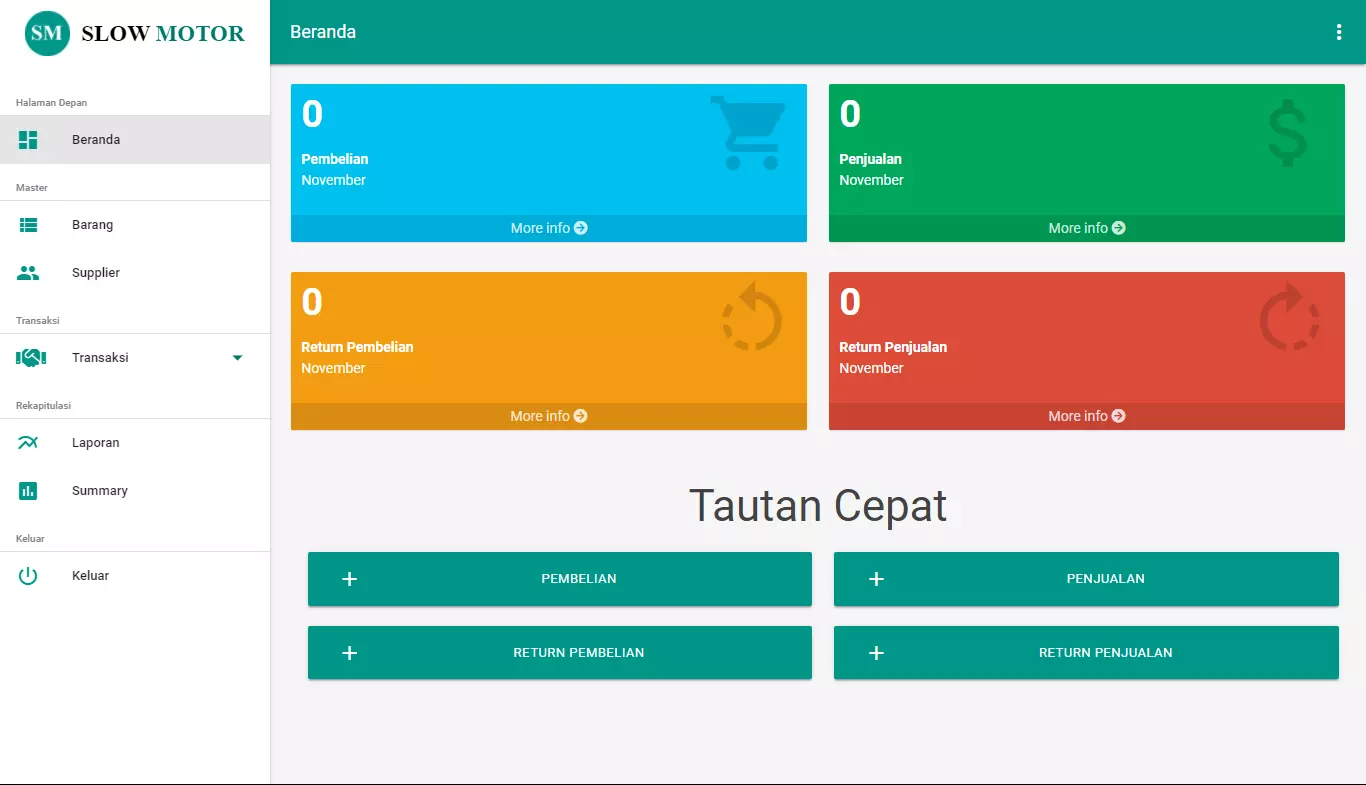 SM SLOW MOTOR
Halaman Depan
Beranda
Master
Barang
Supplier
Transaksi
Transaksi
Rekapitulasi
Laporan
Summary
Keluar
Keluar
Beranda
0
Pembelian
November
More info
0
Penjualan
November
More info
0
Return Pembelian
November
More info
0
Return Penjualan
November
More info
Tautan Cepat
PEMBELIAN
PENJUALAN
RETURN PEMBELIAN
RETURN PENJUALAN